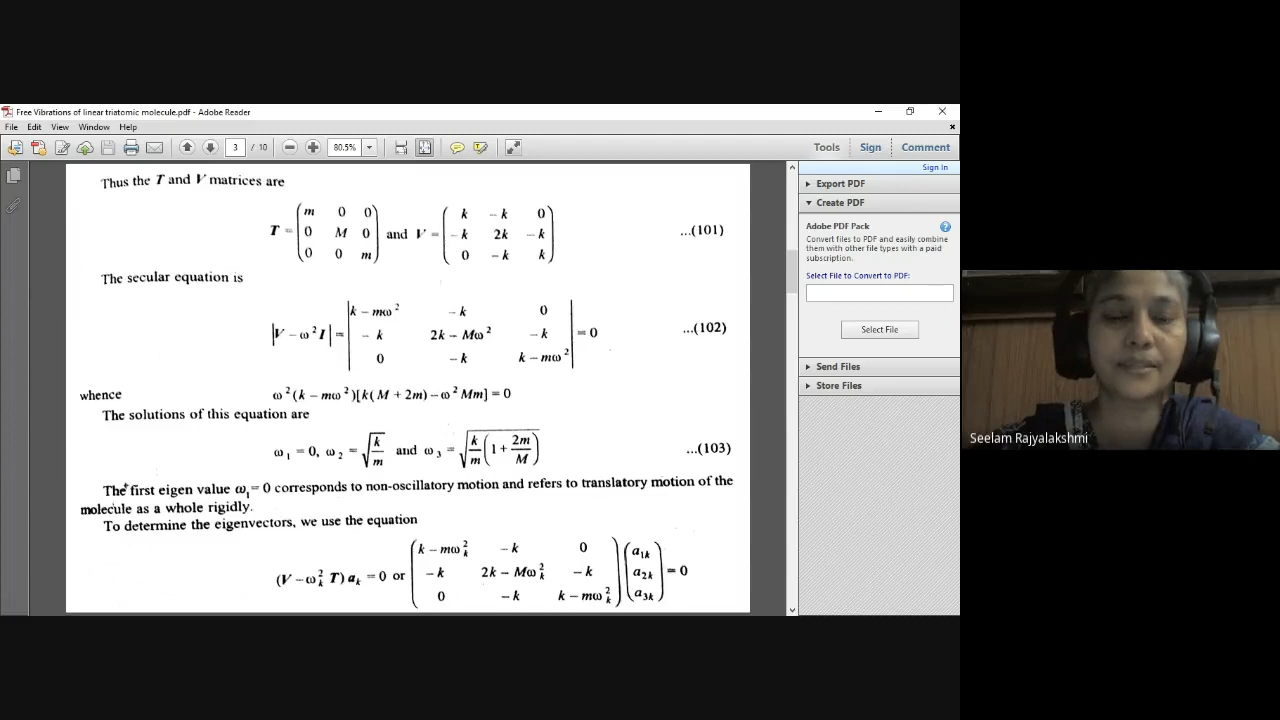 Free Vibrations of linear triatomic molecule.pdf - Adobe Reader
File Edit View Window Help
3 / 10 80.5% Tools Sign Comment
Sign In
Export PDF
Create PDF
Adobe PDF Pack
Convert files to PDF and easily combine
them with other file types with a paid
subscription.
Select File to Convert to PDF:
Select File
Send Files
Store Files
Thus the T and V matrices are
T = ( m 0 0 ; 0 M 0 ; 0 0 m ) and V = ( k - k 0 ; - k 2k - k ; 0 - k k ) ...(101)
The secular equation is
|V - ω² I| = | k - mω² - k 0 ; - k 2k - Mω² - k ; 0 - k k - mω² | = 0 ...(102)
whence ω² (k - mω²)[k(M + 2m) - ω² Mm] = 0
The solutions of this equation are
ω₁ = 0, ω₂ = √(k/m) and ω₃ = √(k/m (1 + 2m/M)) ...(103)
The first eigen value ω₁ = 0 corresponds to non-oscillatory motion and refers to translatory motion of the
molecule as a whole rigidly.
To determine the eigenvectors, we use the equation
(V - ω²ₖ T) aₖ = 0 or ( k - mω²ₖ - k 0 ; - k 2k - Mω²ₖ - k ; 0 - k k - mω²ₖ ) ( a₁ₖ ; a₂ₖ ; a₃ₖ ) = 0
Seelam Rajyalakshmi